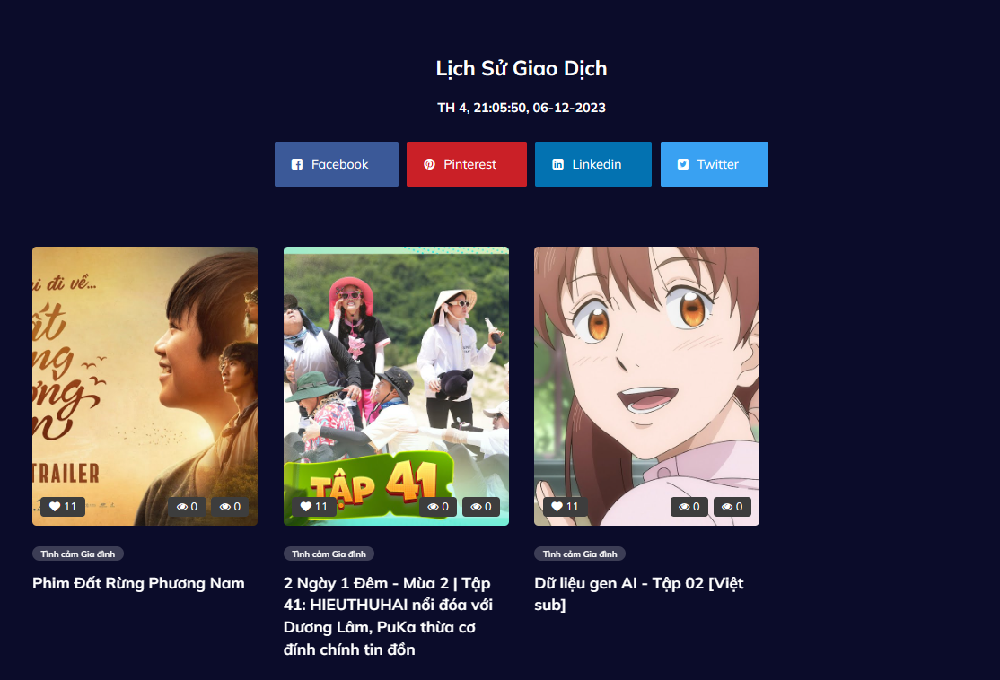 Lịch Sử Giao Dịch
TH 4, 21:05:50, 06-12-2023
Facebook
Pinterest
Linkedin
Twitter
đi về...
TRAILER
11
0
0
TẬP 41
11
0
0
11
0
0
Tình cảm Gia đình
Phim Đất Rừng Phương Nam
Tình cảm Gia đình
2 Ngày 1 Đêm - Mùa 2 | Tập
41: HIEUTHUHAI nổi đóa với
Dương Lâm, PuKa thừa cơ
đính chính tin đồn
Tình cảm Gia đình
Dữ liệu gen AI - Tập 02 [Việt
sub]